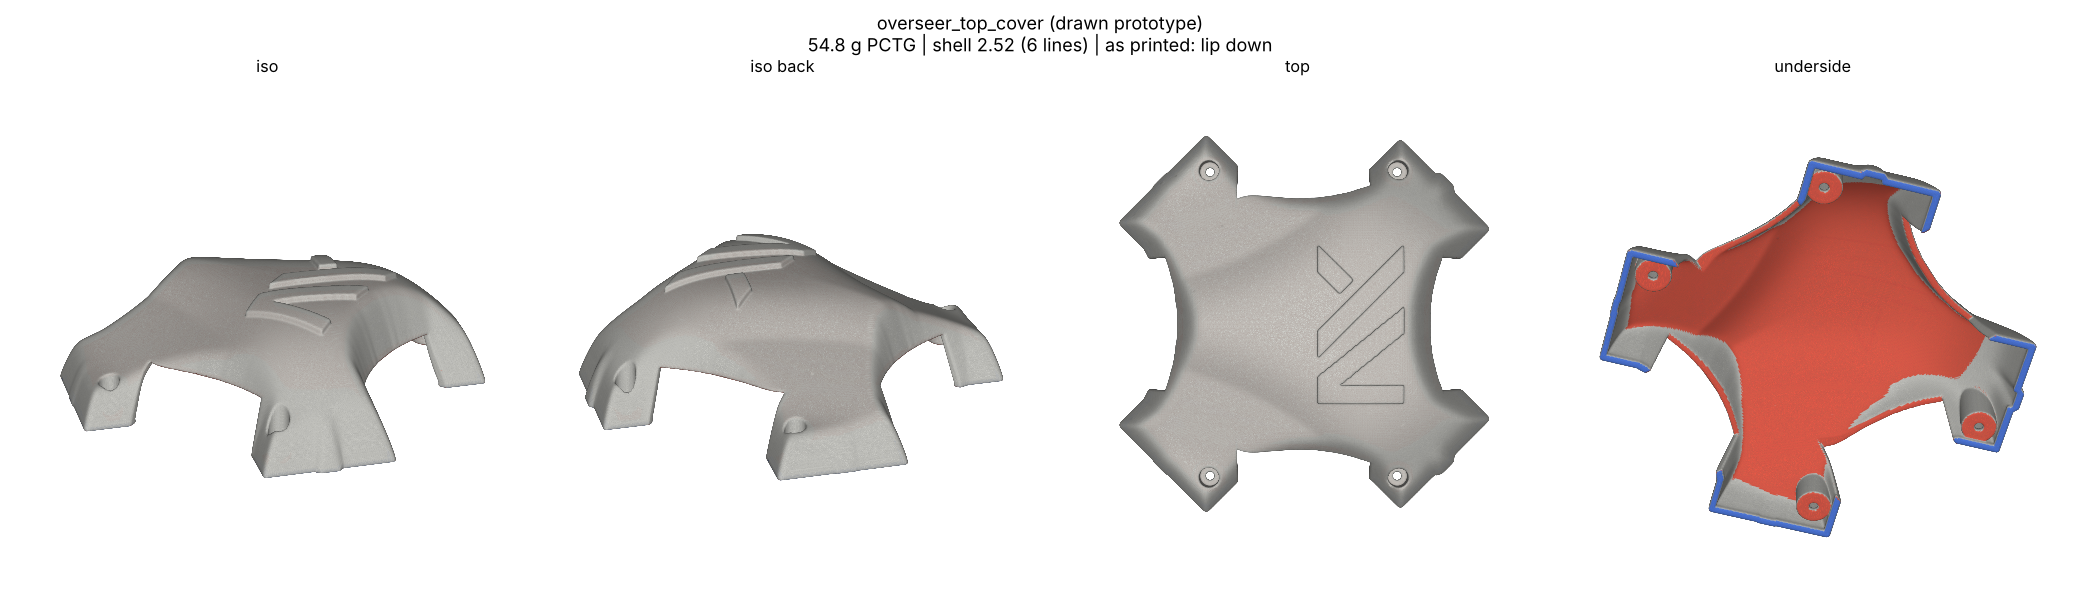 overseer_top_cover (drawn prototype)
54.8 g PCTG | shell 2.52 (6 lines) | as printed: lip down
iso
iso back
top
underside